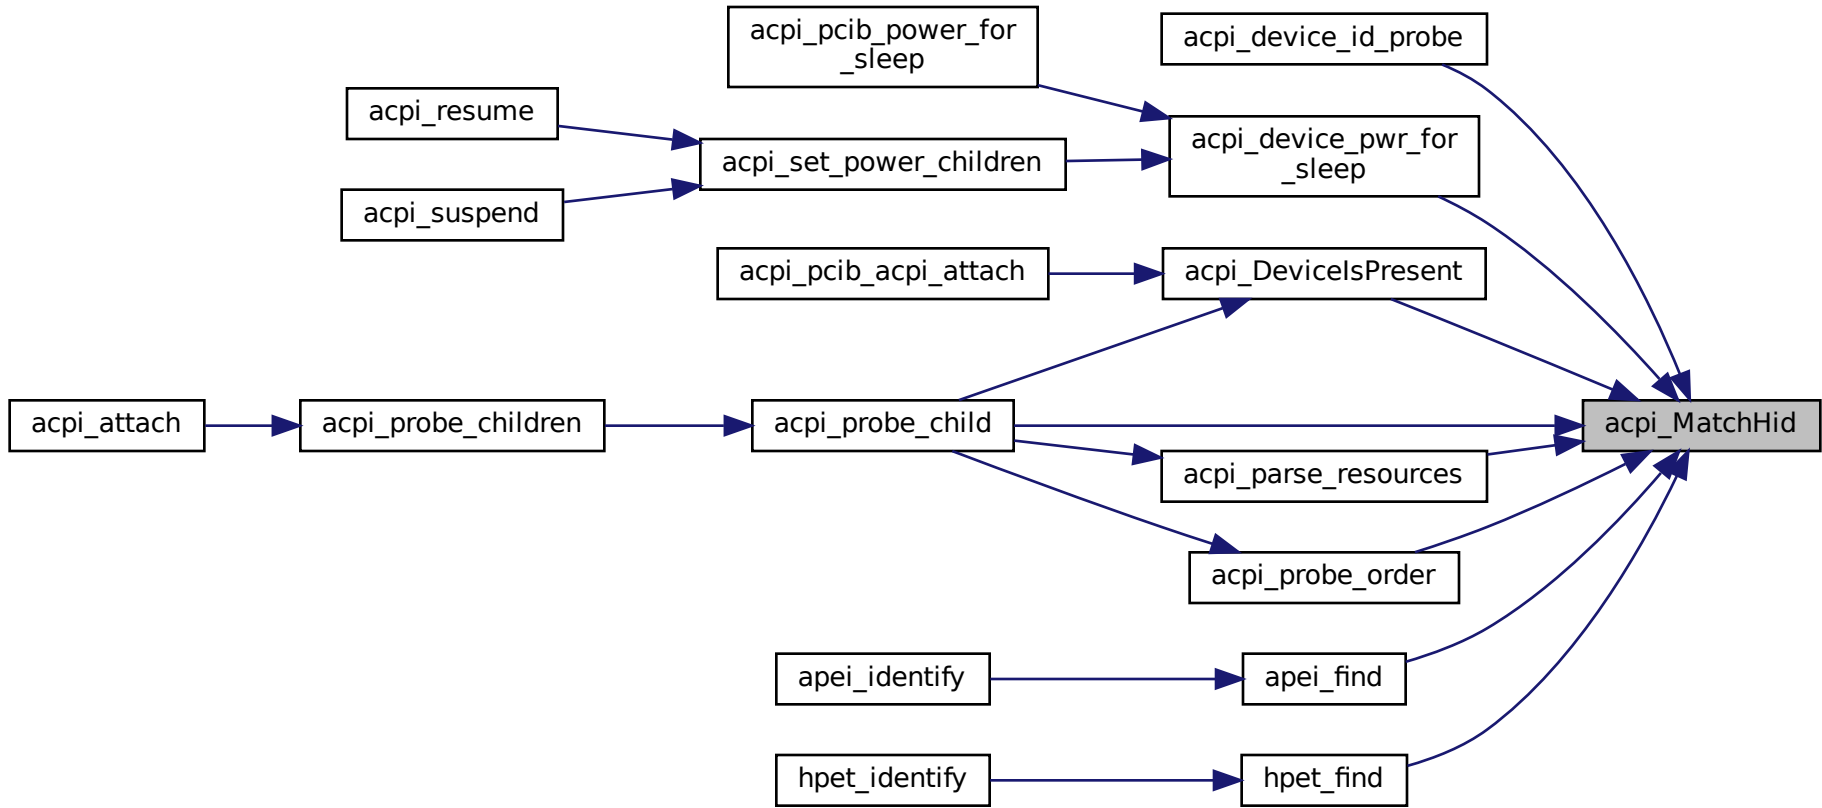 acpi_pcib_power_for
_sleep
acpi_device_id_probe
acpi_resume
acpi_device_pwr_for
_sleep
acpi_set_power_children
acpi_suspend
acpi_pcib_acpi_attach
acpi_DeviceIsPresent
acpi_attach
acpi_probe_children
acpi_probe_child
acpi_MatchHid
acpi_parse_resources
acpi_probe_order
apei_identify
apei_find
hpet_identify
hpet_find